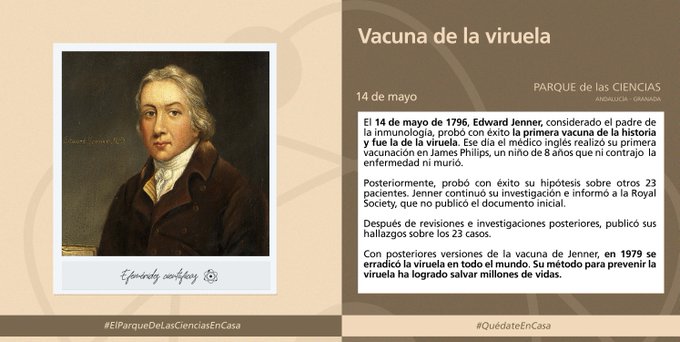 Edward Jenner M.D.
Efemérides científicas
#ElParqueDeLasCienciasEnCasa
Vacuna de la viruela
PARQUE de las CIENCIAS
ANDALUCÍA - GRANADA
14 de mayo
El 14 de mayo de 1796, Edward Jenner, considerado el padre de
la inmunología, probó con éxito la primera vacuna de la historia
y fue la de la viruela. Ese día el médico inglés realizó su primera
vacunación en James Philips, un niño de 8 años que ni contrajo la
enfermedad ni murió.
Posteriormente, probó con éxito su hipótesis sobre otros 23
pacientes. Jenner continuó su investigación e informó a la Royal
Society, que no publicó el documento inicial.
Después de revisiones e investigaciones posteriores, publicó sus
hallazgos sobre los 23 casos.
Con posteriores versiones de la vacuna de Jenner, en 1979 se
erradicó la viruela en todo el mundo. Su método para prevenir la
viruela ha logrado salvar millones de vidas.
#QuédateEnCasa